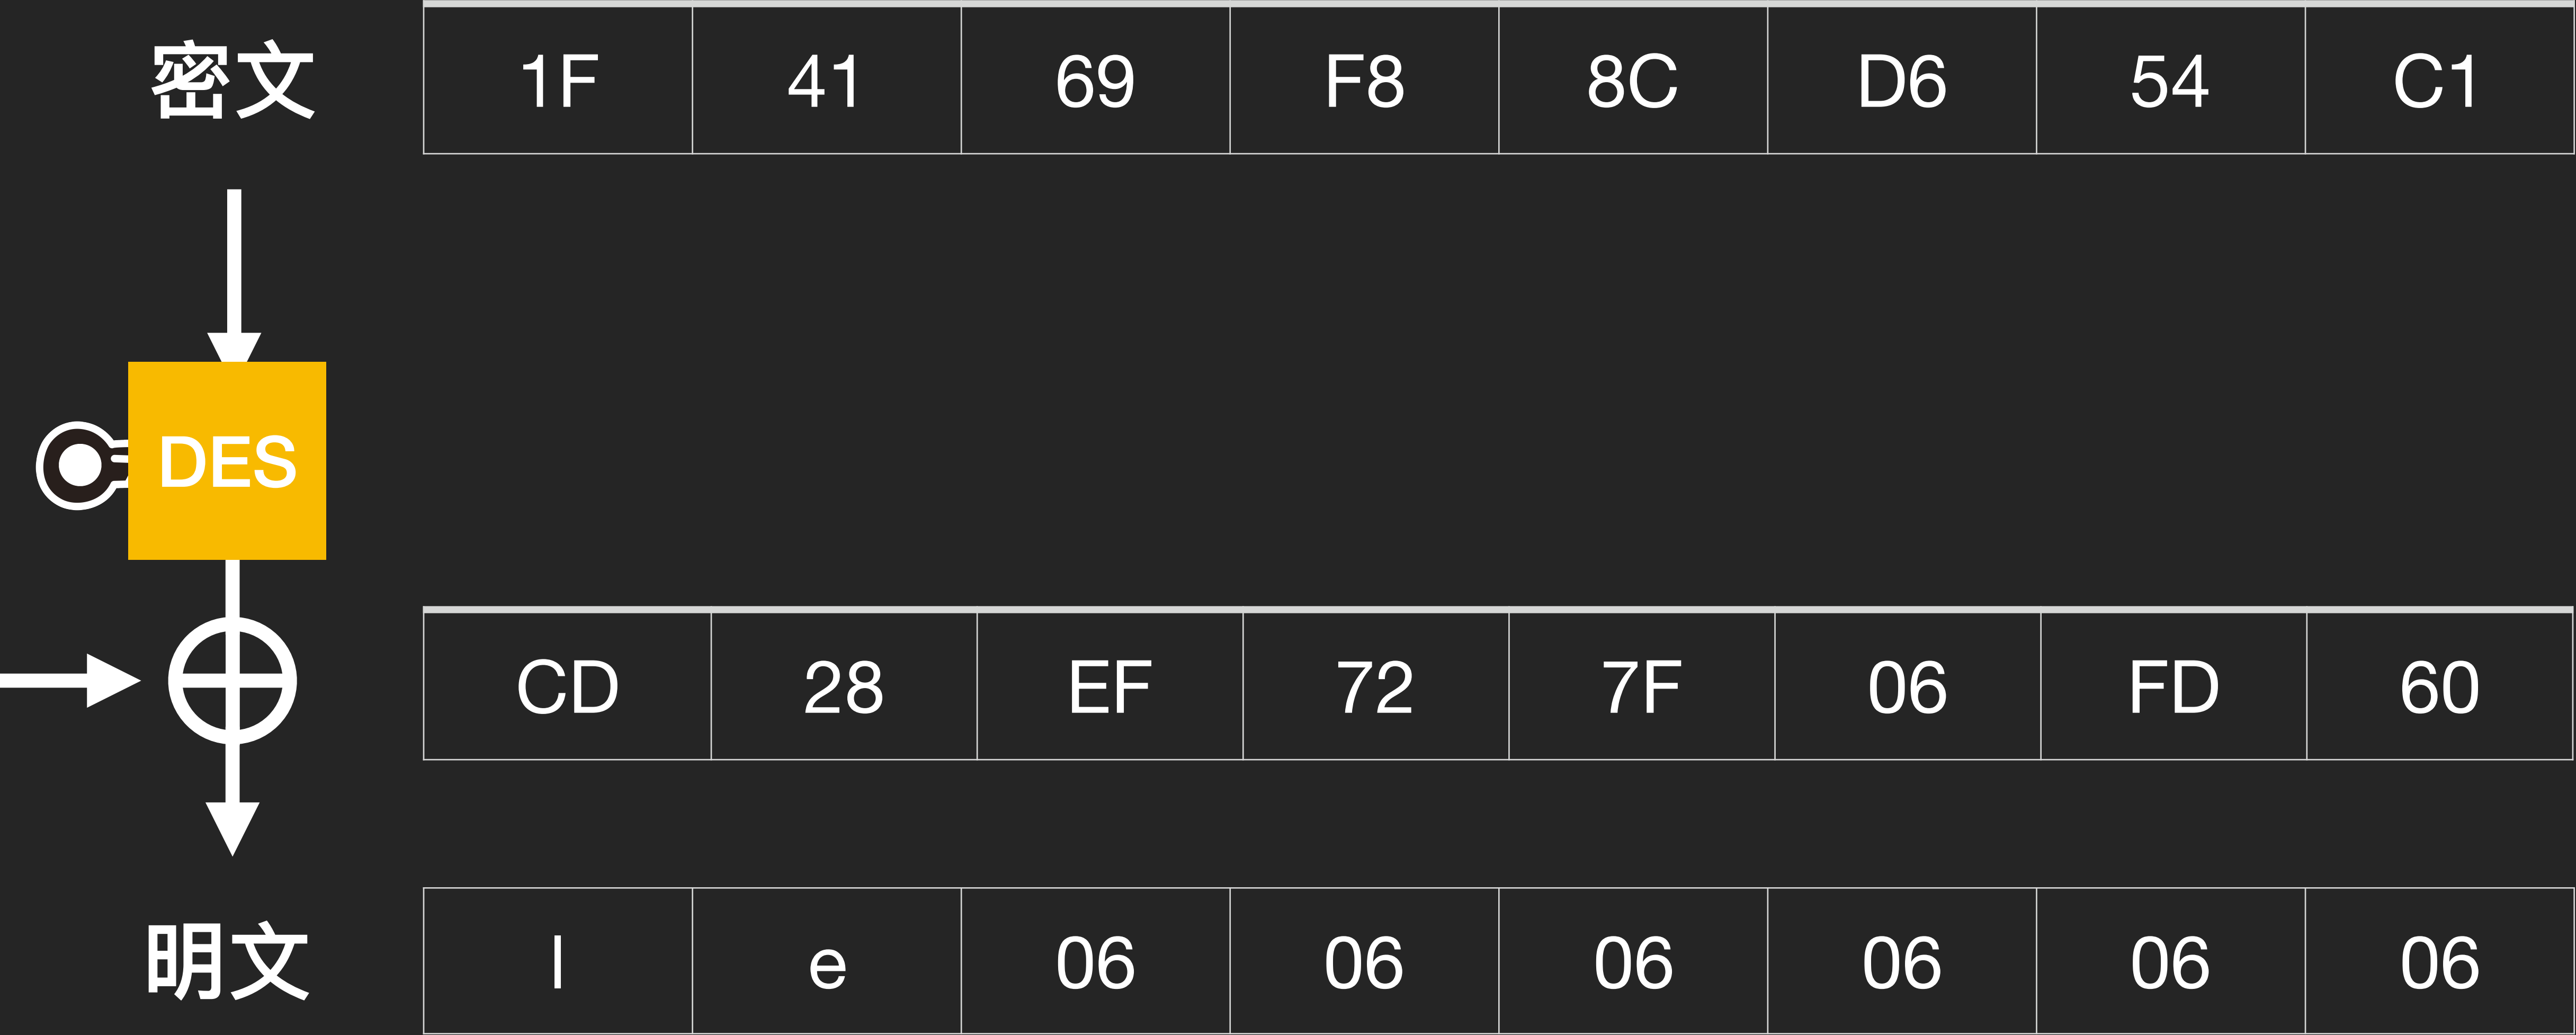 密文 1F 41 69 F8 8C D6 54 C1
DES
CD 28 EF 72 7F 06 FD 60
明文 l e 06 06 06 06 06 06